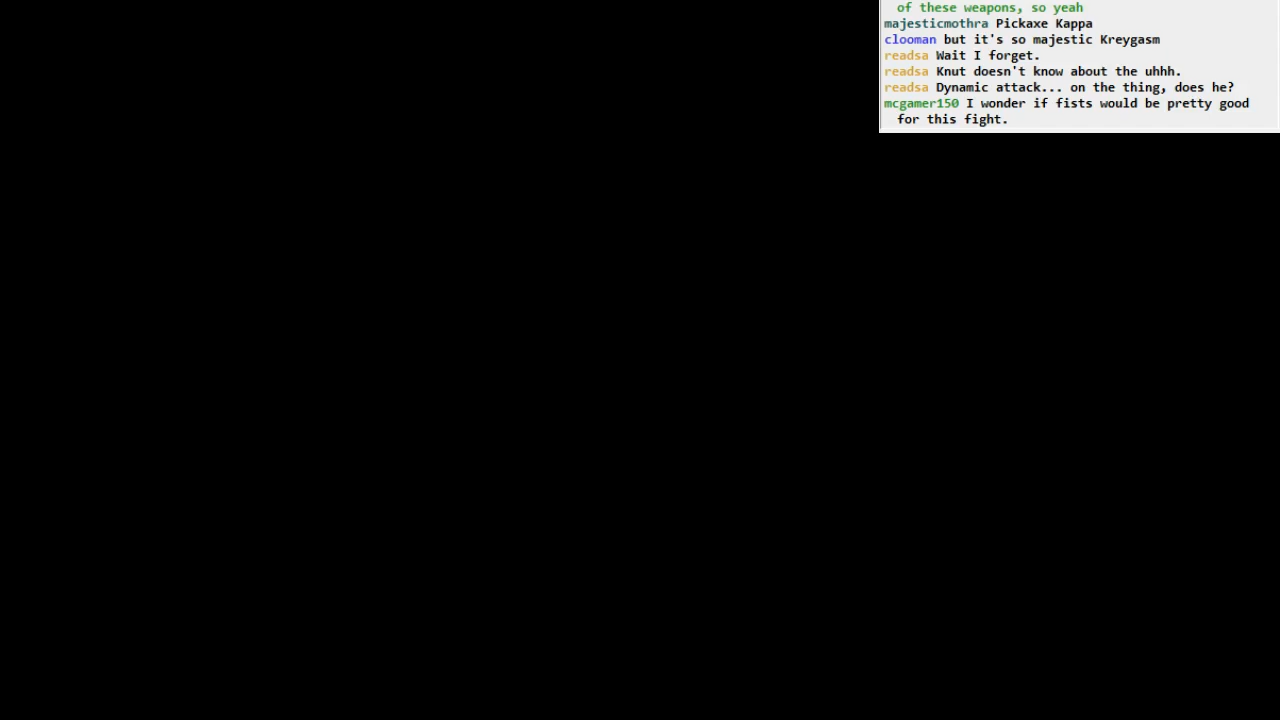 of these weapons, so yeah
majesticmothra Pickaxe Kappa
clooman but it's so majestic Kreygasm
readsa Wait I forget.
readsa Knut doesn't know about the uhhh.
readsa Dynamic attack... on the thing, does he?
mcgamer150 I wonder if fists would be pretty good
for this fight.